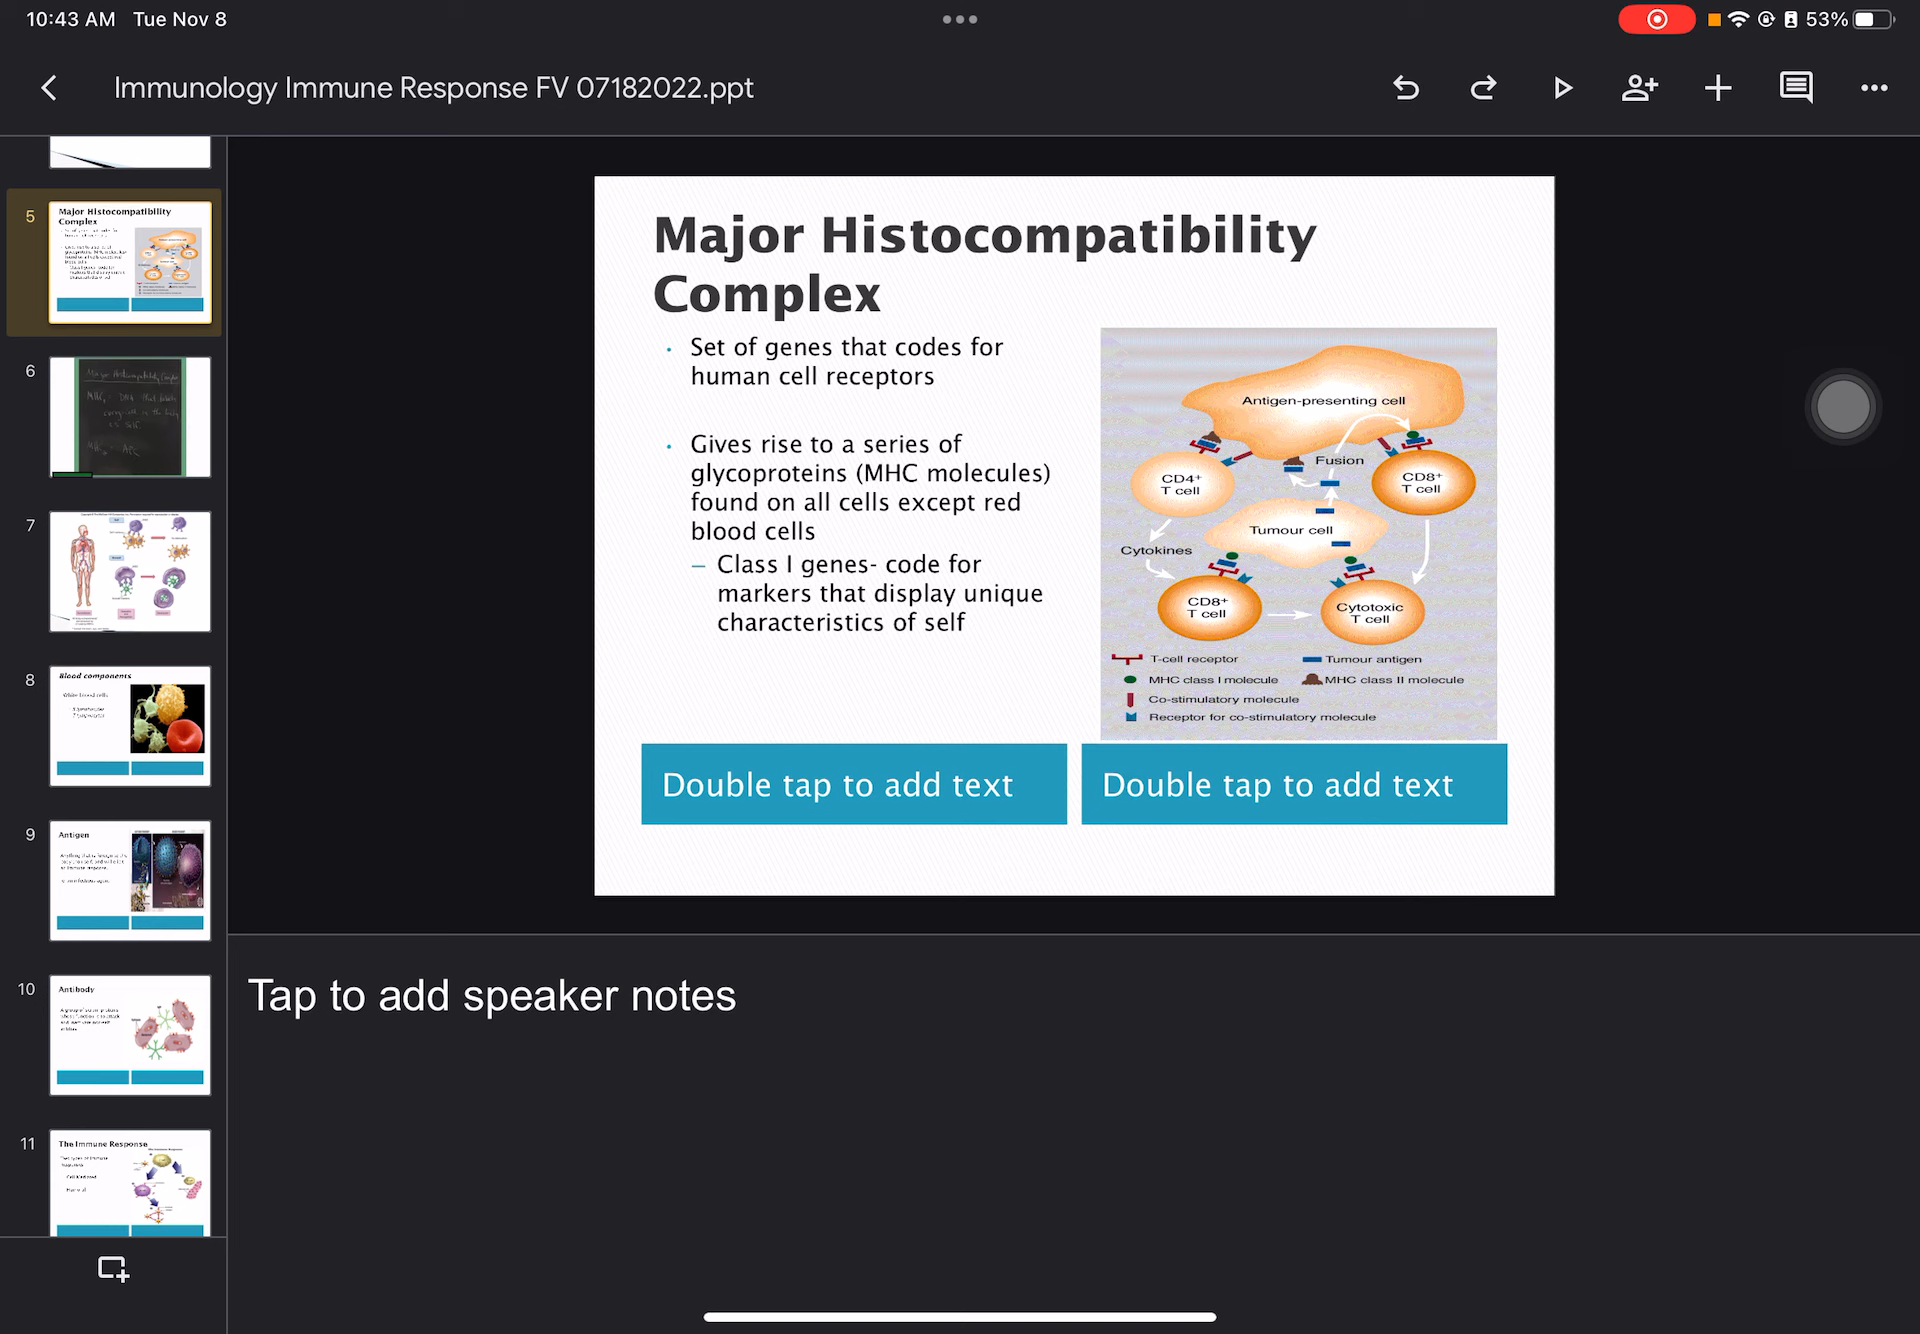 10:43 AM Tue Nov 8
53%
Immunology Immune Response FV 07182022.ppt
5
Major Histocompatibility
Complex
6
7
8
Blood components
White blood cells
9
Antigen
10
Antibody
11
The Immune Response
Major Histocompatibility
Complex
Set of genes that codes for
human cell receptors
Gives rise to a series of
glycoproteins (MHC molecules)
found on all cells except red
blood cells
– Class I genes- code for
markers that display unique
characteristics of self
Antigen-presenting cell
Fusion
CD4+
T cell
CD8+
T cell
Tumour cell
Cytokines
CD8+
T cell
Cytotoxic
T cell
T-cell receptor
Tumour antigen
MHC class I molecule
MHC class II molecule
Co-stimulatory molecule
Receptor for co-stimulatory molecule
Double tap to add text
Double tap to add text
Tap to add speaker notes